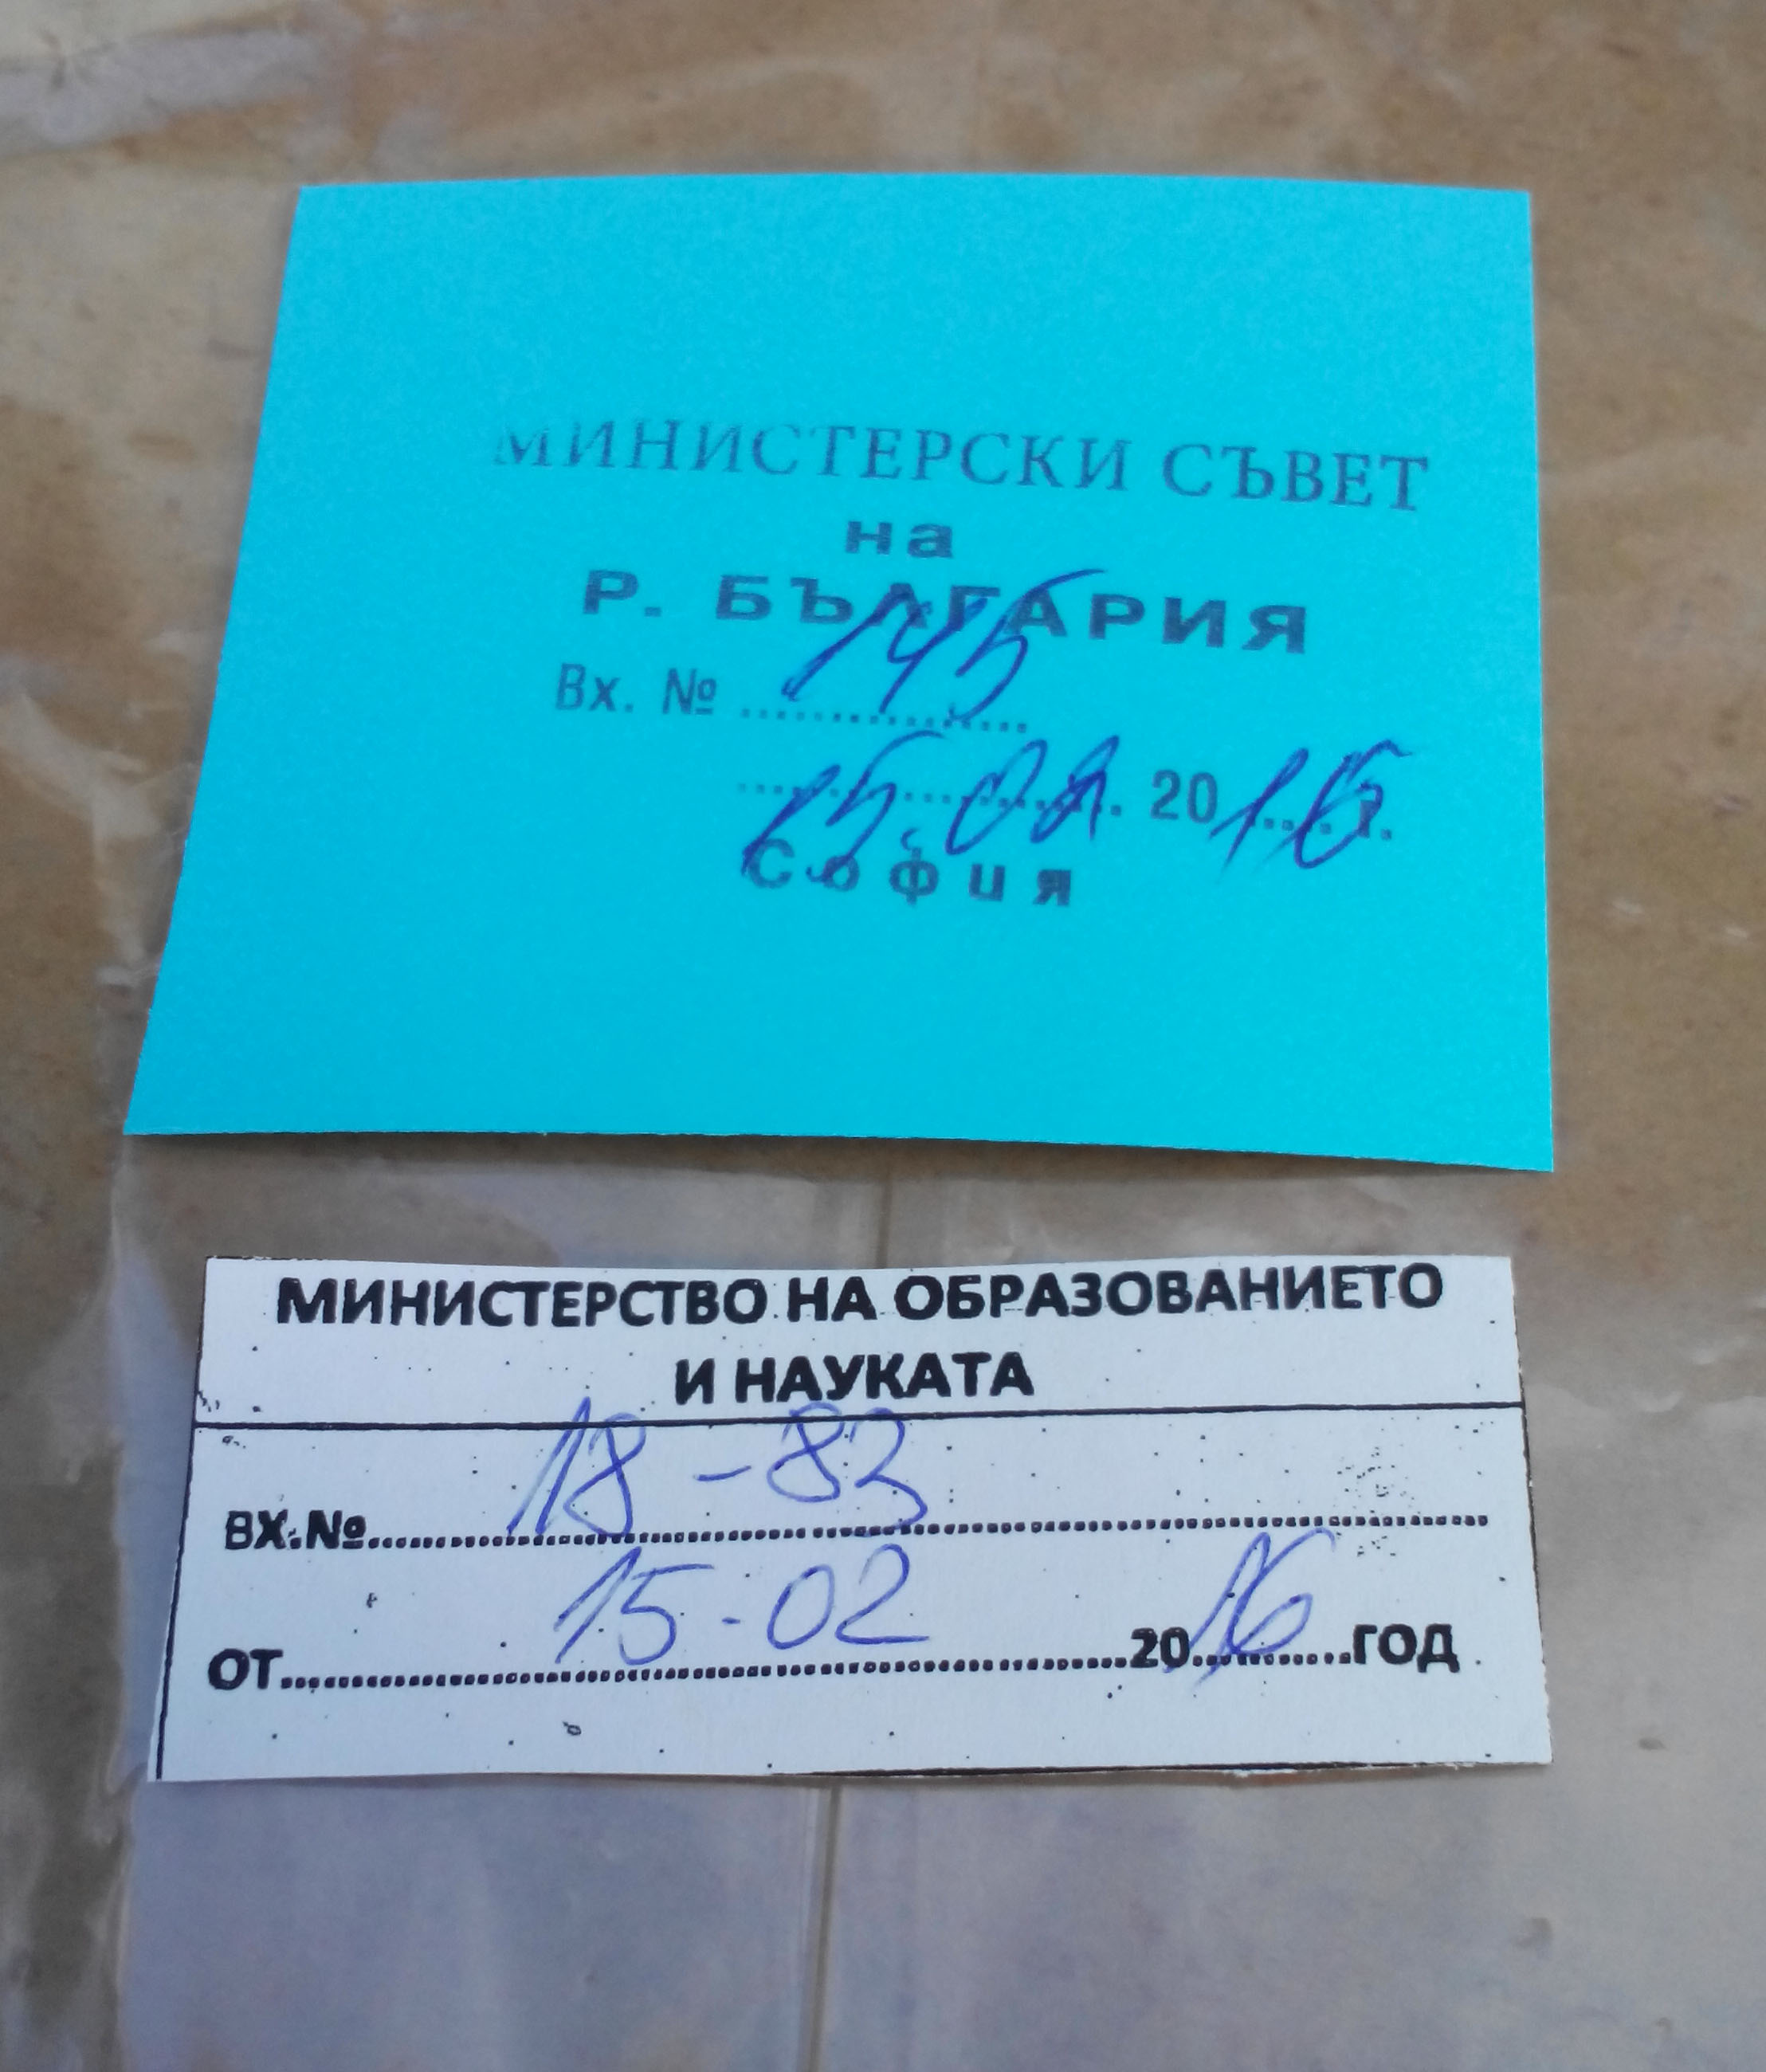 МИНИСТЕРСКИ СЪВЕТ
на
Р. БЪЛГАРИЯ
Вх. № 145
15.02. 2016 г.
София
МИНИСТЕРСТВО НА ОБРАЗОВАНИЕТО
И НАУКАТА
ВХ.№ 18-83
ОТ 15-02 2016 ГОД.